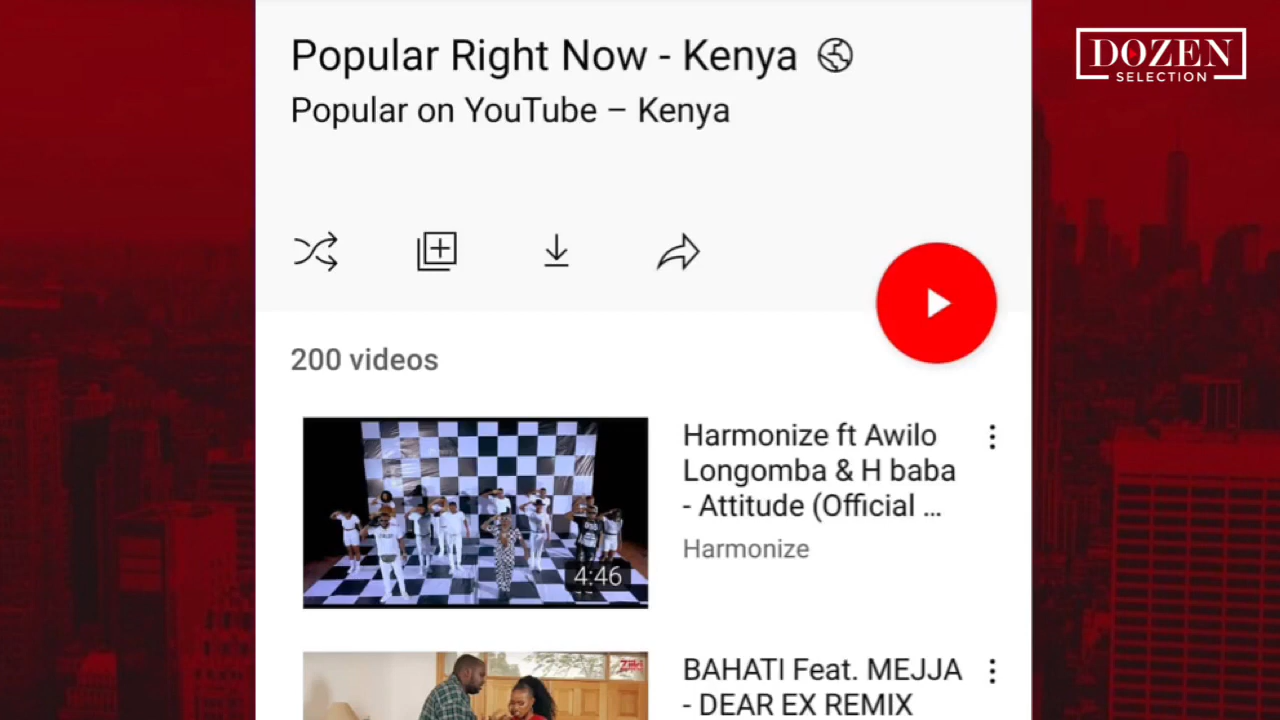 Popular Right Now - Kenya
Popular on YouTube – Kenya
DOZEN
SELECTION
200 videos
Harmonize ft Awilo
Longomba & H baba
- Attitude (Official ...
Harmonize
4:46
BAHATI Feat. MEJJA
- DEAR EX REMIX